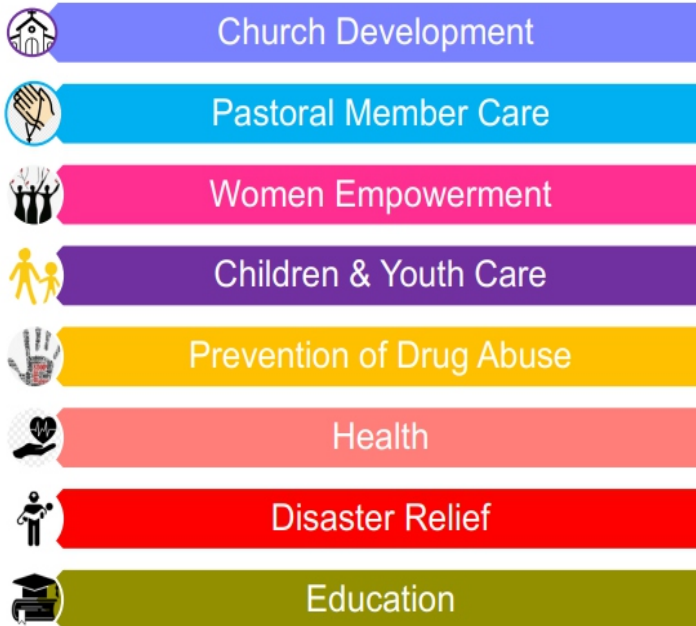 Church Development
Pastoral Member Care
Women Empowerment
Children & Youth Care
Prevention of Drug Abuse
Health
Disaster Relief
Education